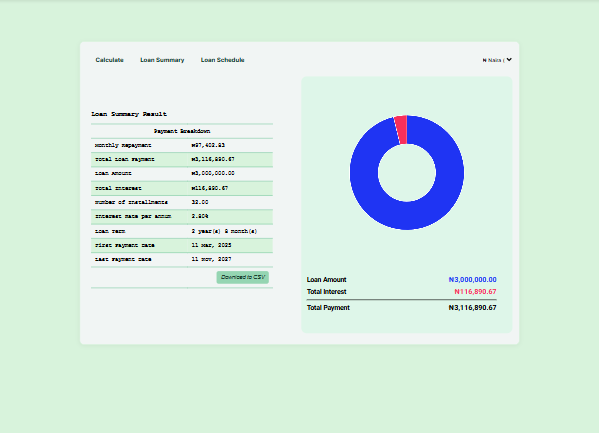 Calculate Loan Summary Loan Schedule ₦ Naira (
Loan Summary Result
Payment Breakdown
Monthly Repayment ₦97,402.83
Total Loan Payment ₦3,116,890.67
Loan Amount ₦3,000,000.00
Total Interest ₦116,890.67
Number of Installments 32.00
Interest Rate per annum 2.80%
Loan Term 2 year(s) 8 month(s)
First Payment Date 11 Mar, 2025
Last Payment Date 11 Nov, 2027
Download to CSV
Loan Amount ₦3,000,000.00
Total Interest ₦116,890.67
Total Payment ₦3,116,890.67